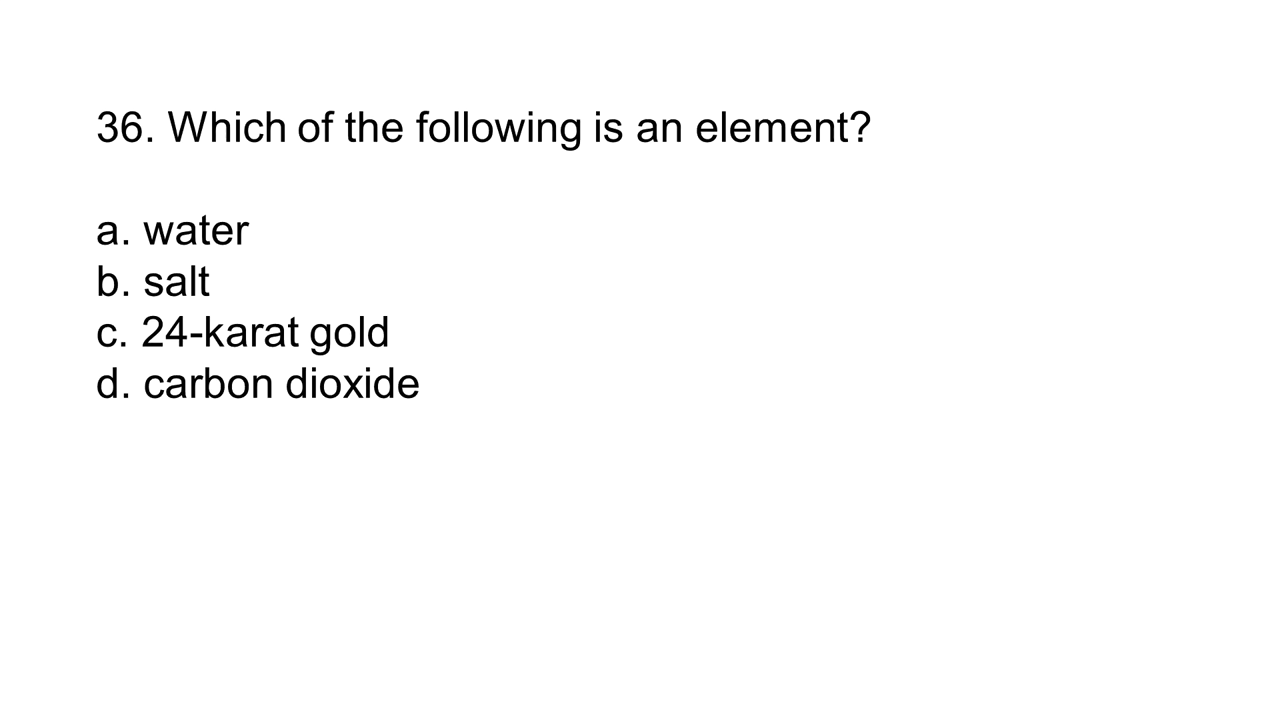 36. Which of the following is an element?
a. water
b. salt
c. 24-karat gold
d. carbon dioxide